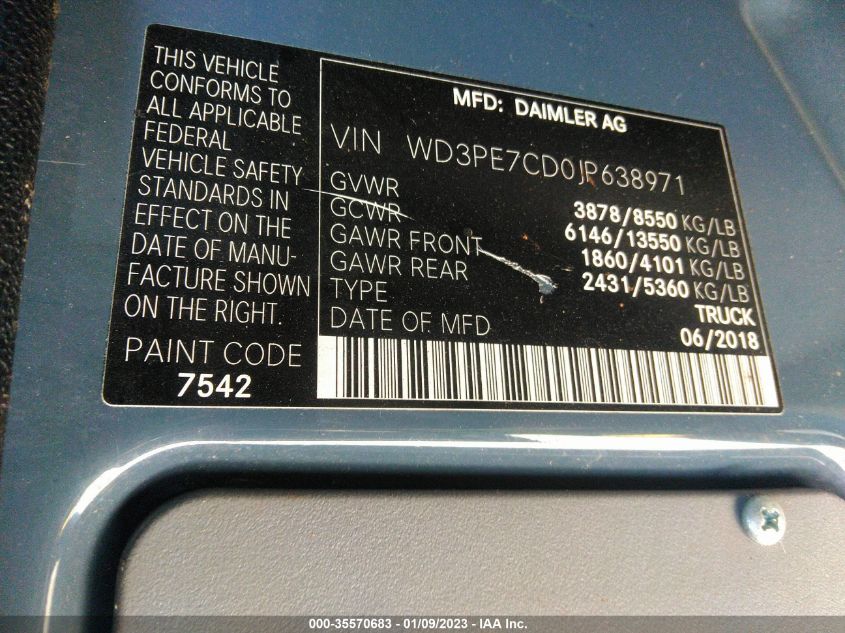 THIS VEHICLE
CONFORMS TO
ALL APPLICABLE
FEDERAL
VEHICLE SAFETY
STANDARDS IN
EFFECT ON THE
DATE OF MANU-
FACTURE SHOWN
ON THE RIGHT.
PAINT CODE
7542
MFD: DAIMLER AG
VIN WD3PE7CD0JP638971
GVWR 3878/8550 KG/LB
GCWR 6146/13550 KG/LB
GAWR FRONT 1860/4101 KG/LB
GAWR REAR 2431/5360 KG/LB
TYPE TRUCK
DATE OF MFD 06/2018
000-35570683 - 01/09/2023 - IAA Inc.